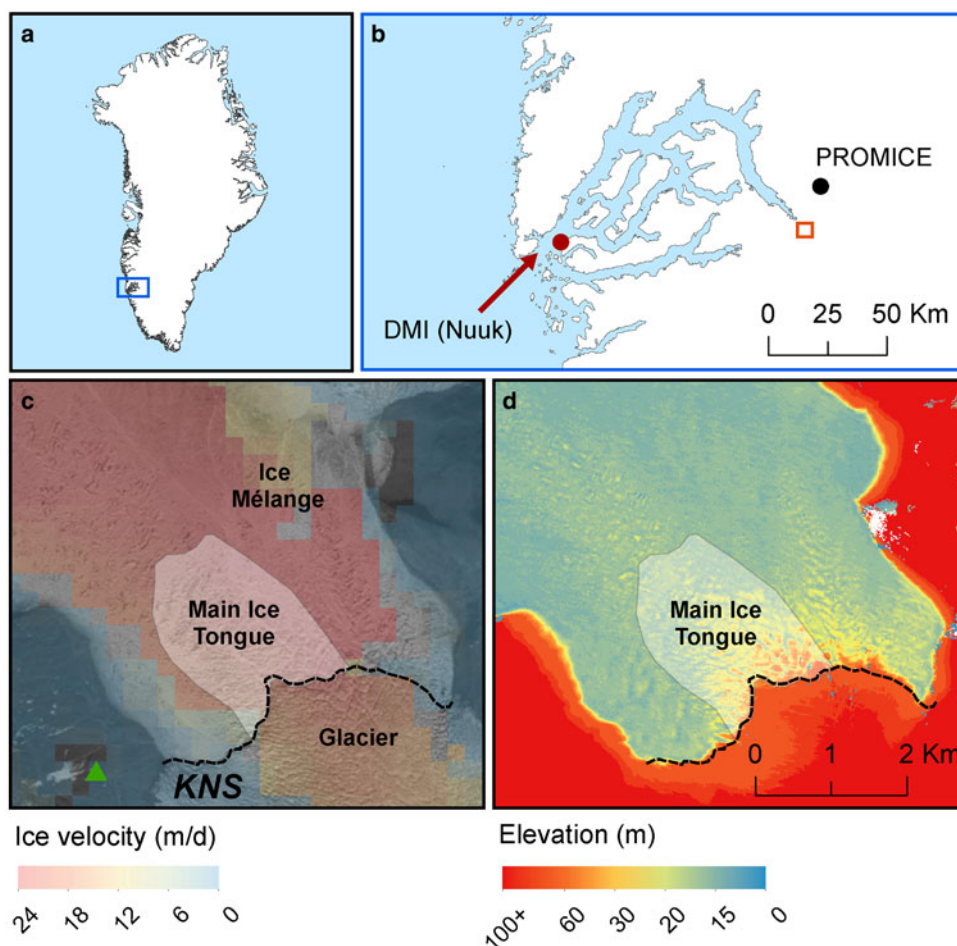 a
b
PROMICE
DMI (Nuuk)
0 25 50 Km
c
Ice
Mélange
Main Ice
Tongue
Glacier
KNS
d
Main Ice
Tongue
0 1 2 Km
Ice velocity (m/d)
24 18 12 6 0
Elevation (m)
100+ 60 30 20 15 0